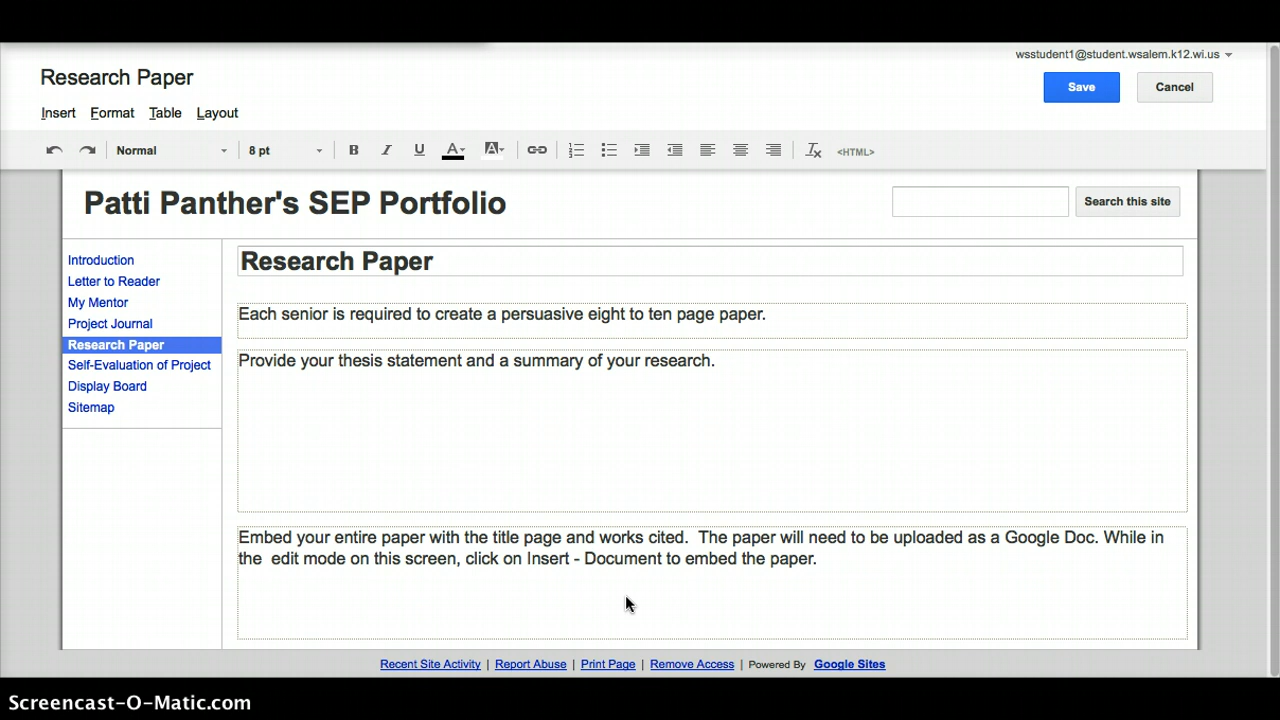 wsstudent1@student.wsalem.k12.wi.us
Research Paper
Save Cancel
Insert Format Table Layout
Normal 8 pt B I U A A <HTML>
Patti Panther's SEP Portfolio
Search this site
Introduction
Letter to Reader
My Mentor
Project Journal
Research Paper
Self-Evaluation of Project
Display Board
Sitemap
Research Paper
Each senior is required to create a persuasive eight to ten page paper.
Provide your thesis statement and a summary of your research.
Embed your entire paper with the title page and works cited.  The paper will need to be uploaded as a Google Doc. While in
the  edit mode on this screen, click on Insert - Document to embed the paper.
Recent Site Activity | Report Abuse | Print Page | Remove Access | Powered By Google Sites
Screencast-O-Matic.com